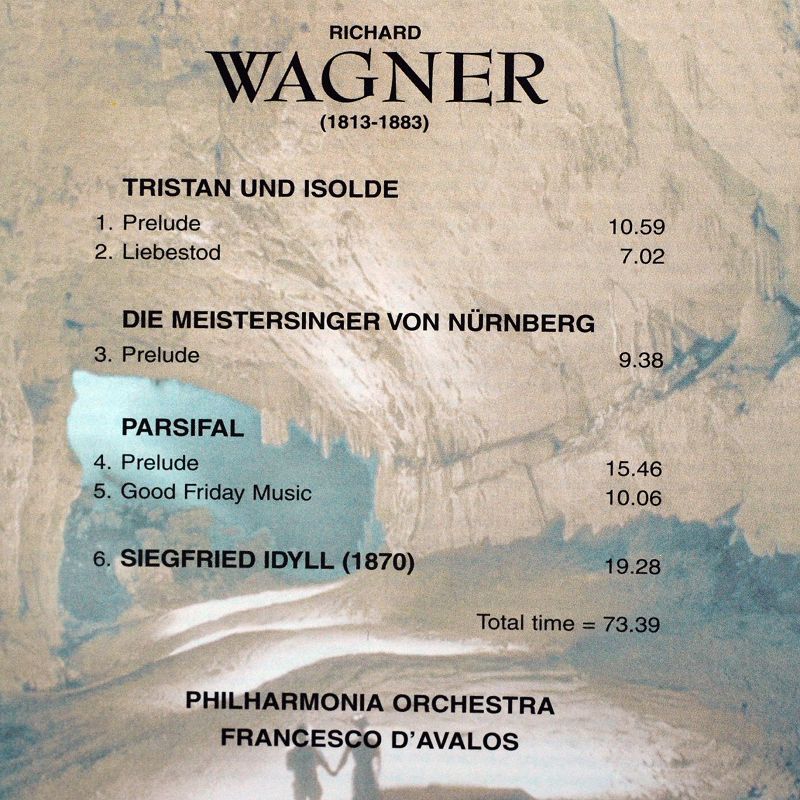 RICHARD
WAGNER
(1813-1883)
TRISTAN UND ISOLDE
1. Prelude 10.59
2. Liebestod 7.02
DIE MEISTERSINGER VON NÜRNBERG
3. Prelude 9.38
PARSIFAL
4. Prelude 15.46
5. Good Friday Music 10.06
6. SIEGFRIED IDYLL (1870) 19.28
Total time = 73.39
PHILHARMONIA ORCHESTRA
FRANCESCO D'AVALOS